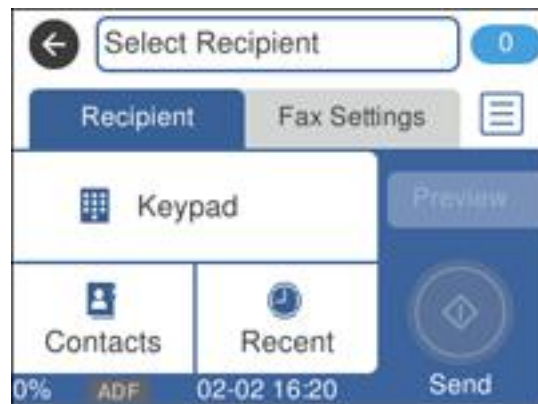 Select Recipient
0
Recipient
Fax Settings
Keypad
Preview
Contacts
Recent
0%
ADF
02-02 16:20
Send